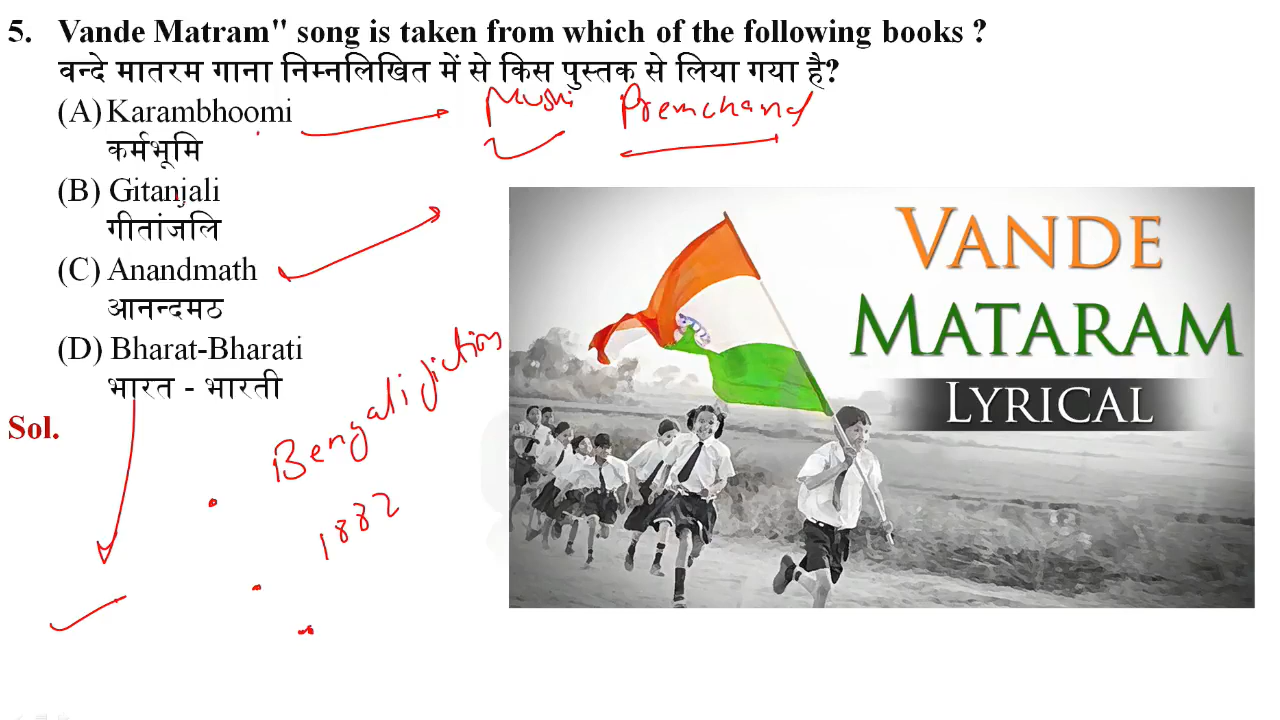 5. Vande Matram" song is taken from which of the following books ?
वन्दे मातरम गाना निम्नलिखित में से किस पुस्तक से लिया गया है?
(A) Karambhoomi
कर्मभूमि
Munshi Premchand
(B) Gitanjali
गीतांजलि
(C) Anandmath
आनन्दमठ
(D) Bharat-Bharati
भारत - भारती
Sol.
Bengali fiction
1882
VANDE
MATARAM
LYRICAL